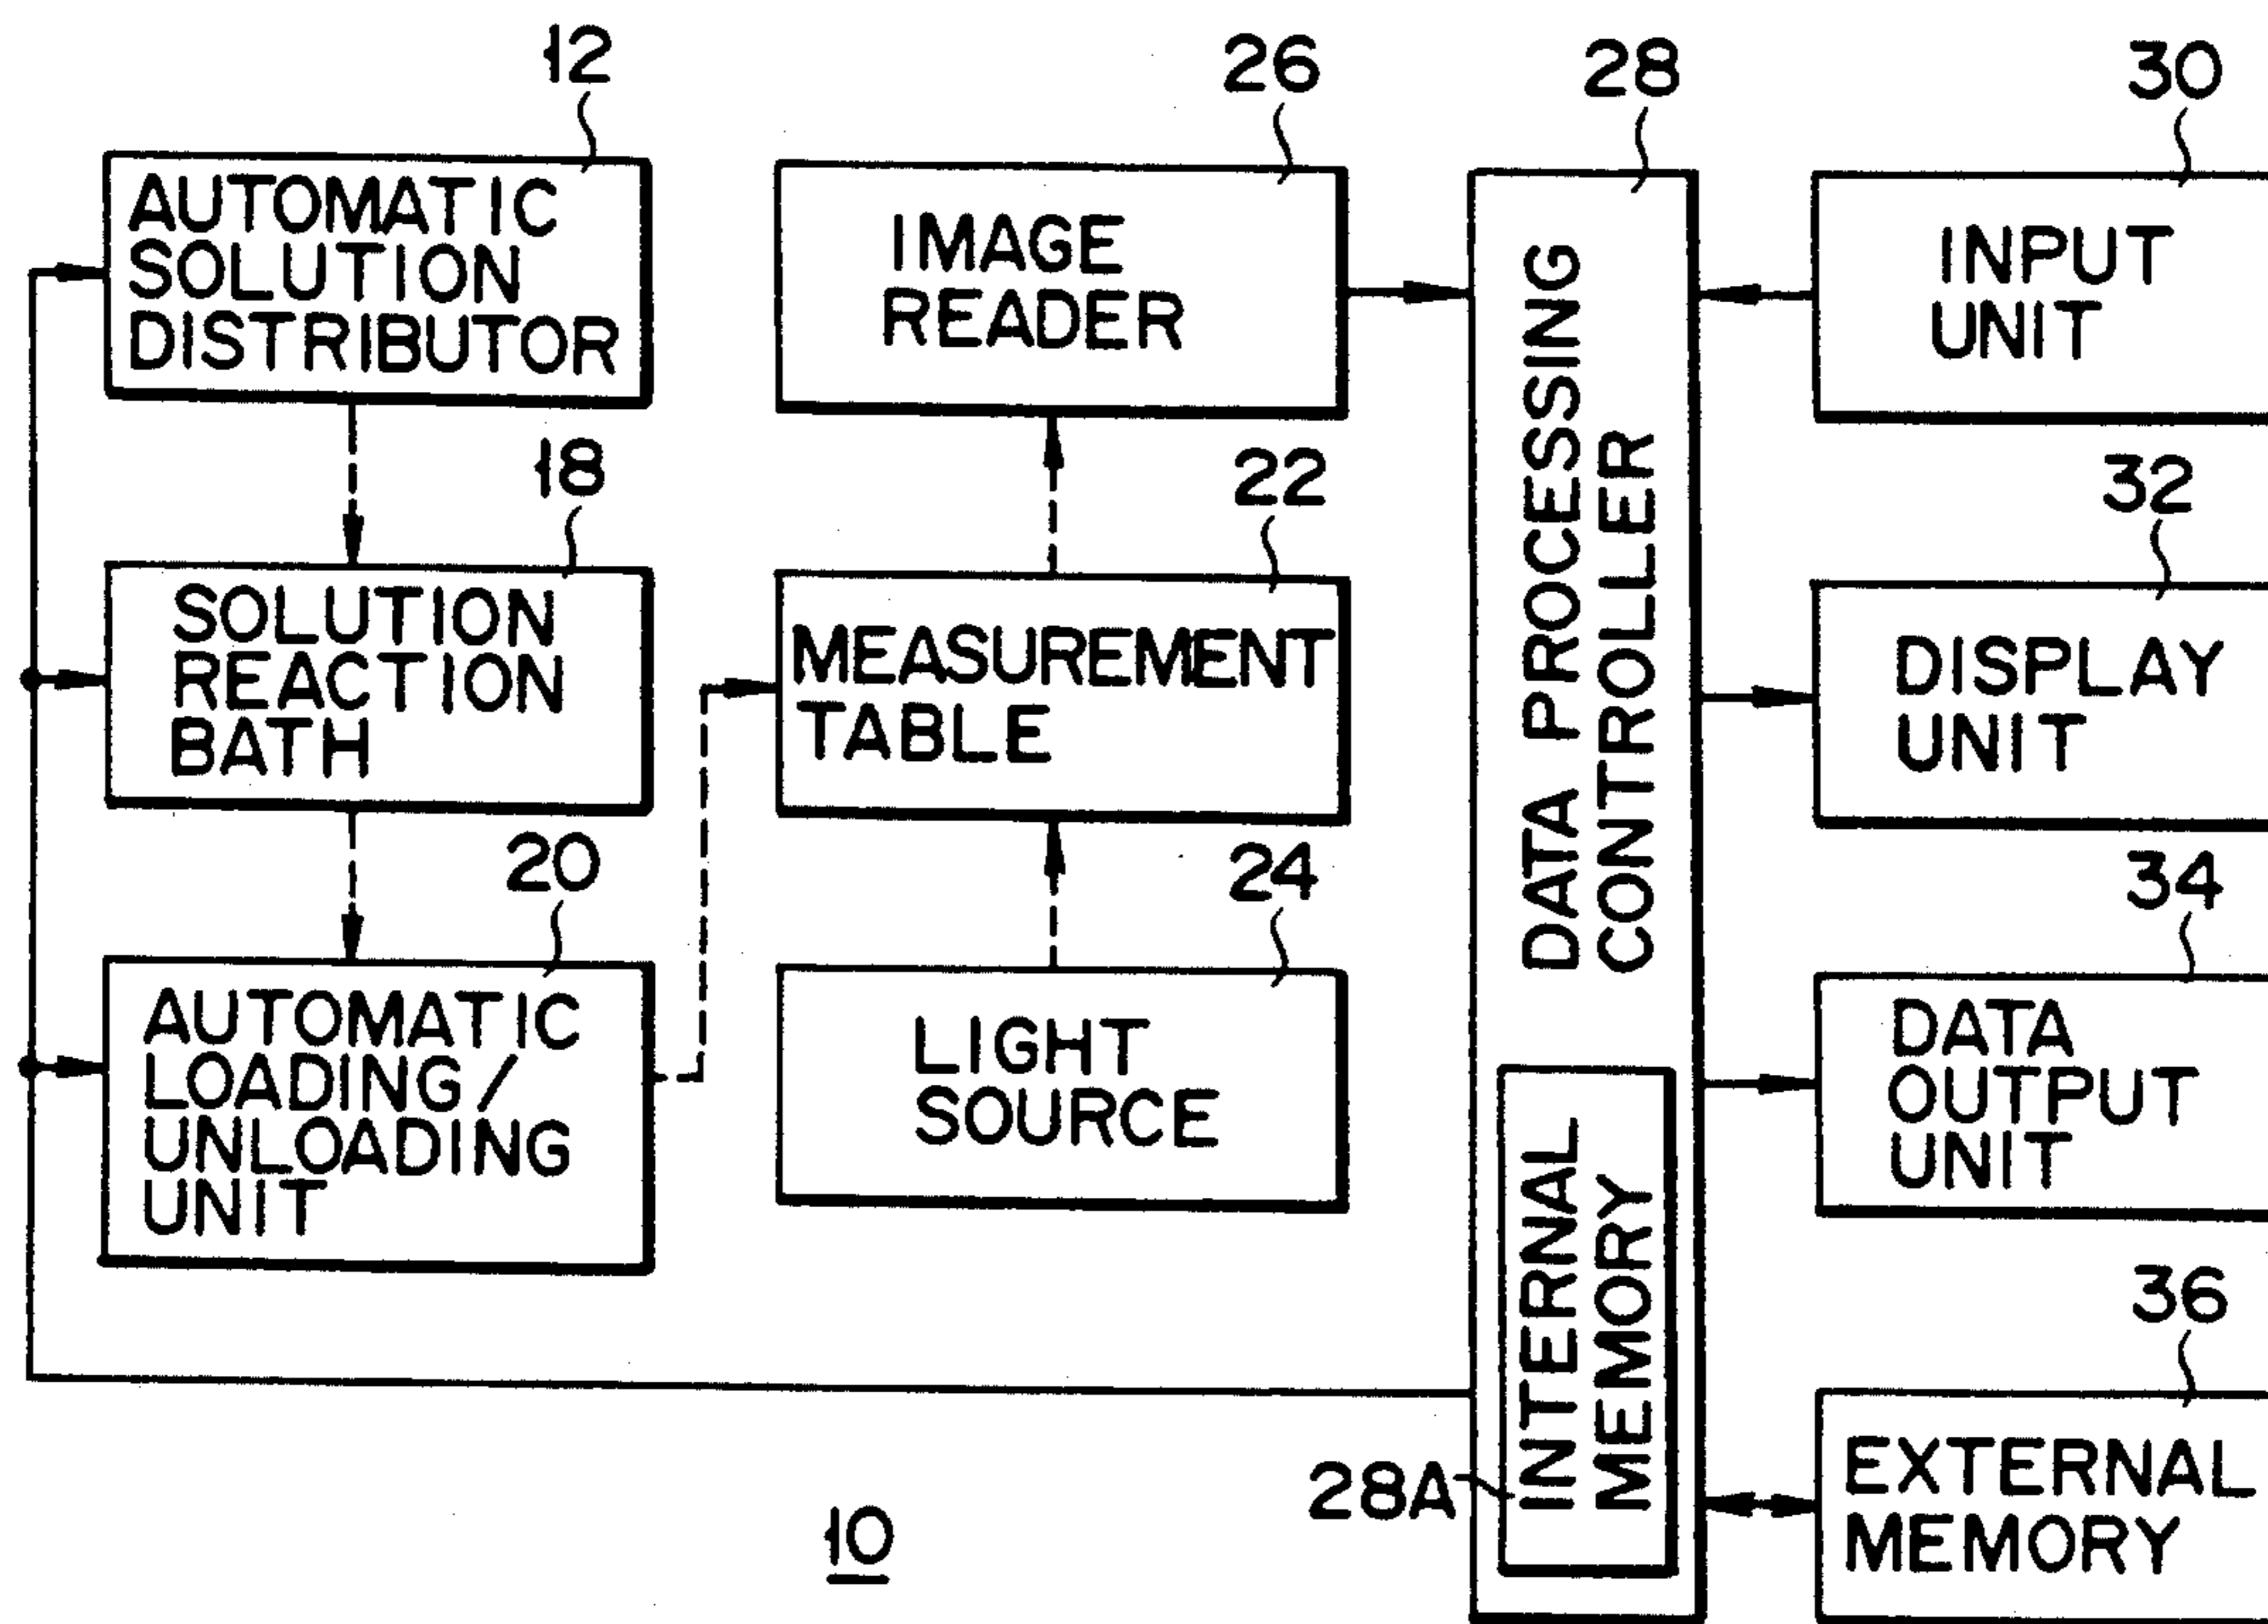 12
AUTOMATIC
SOLUTION
DISTRIBUTOR
18
SOLUTION
REACTION
BATH
20
AUTOMATIC
LOADING/
UNLOADING
UNIT
26
IMAGE
READER
22
MEASUREMENT
TABLE
24
LIGHT
SOURCE
28
DATA PROCESSING
CONTROLLER
INTERNAL
MEMORY
28A
30
INPUT
UNIT
32
DISPLAY
UNIT
34
DATA
OUTPUT
UNIT
36
EXTERNAL
MEMORY
10